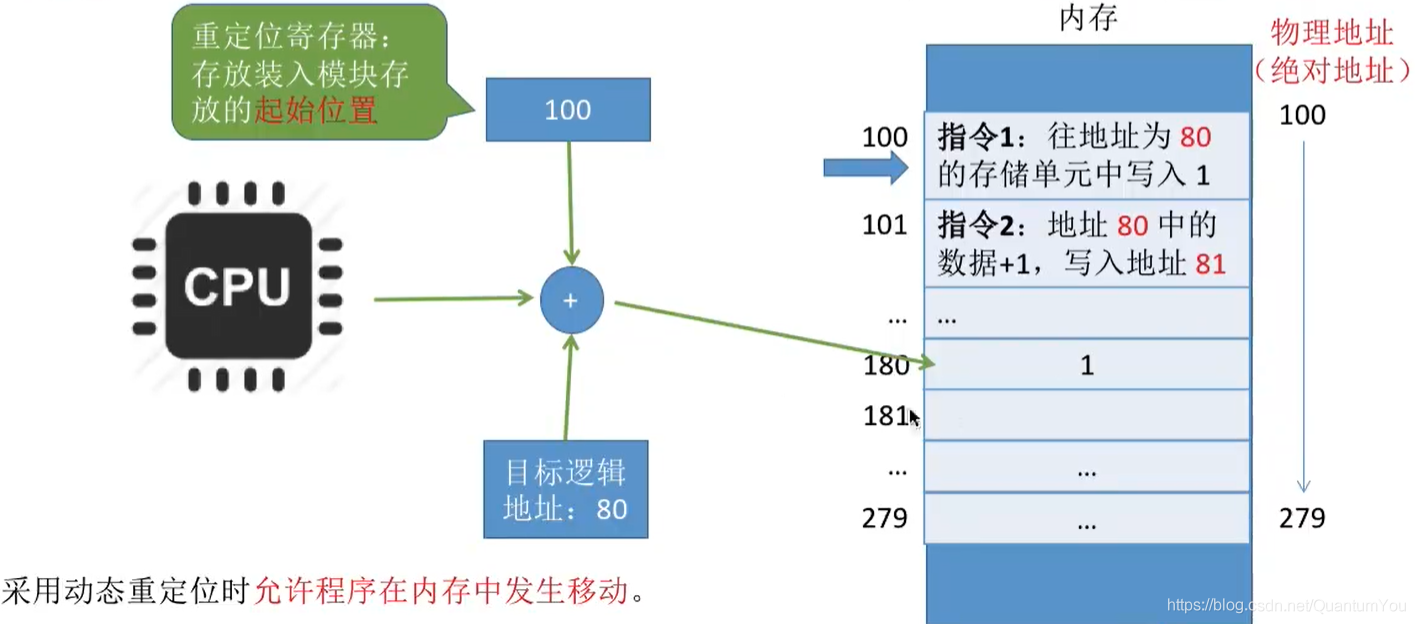 重定位寄存器：
存放装入模块存
放的起始位置
100
CPU
+
目标逻辑
地址：80
采用动态重定位时允许程序在内存中发生移动。
内存
物理地址
（绝对地址）
100
指令1：往地址为 80
的存储单元中写入 1
100
101
指令2：地址 80 中的
数据+1，写入地址 81
... ...
180 1
181
... ...
279 ... 279
https://blog.csdn.net/QuantumYou